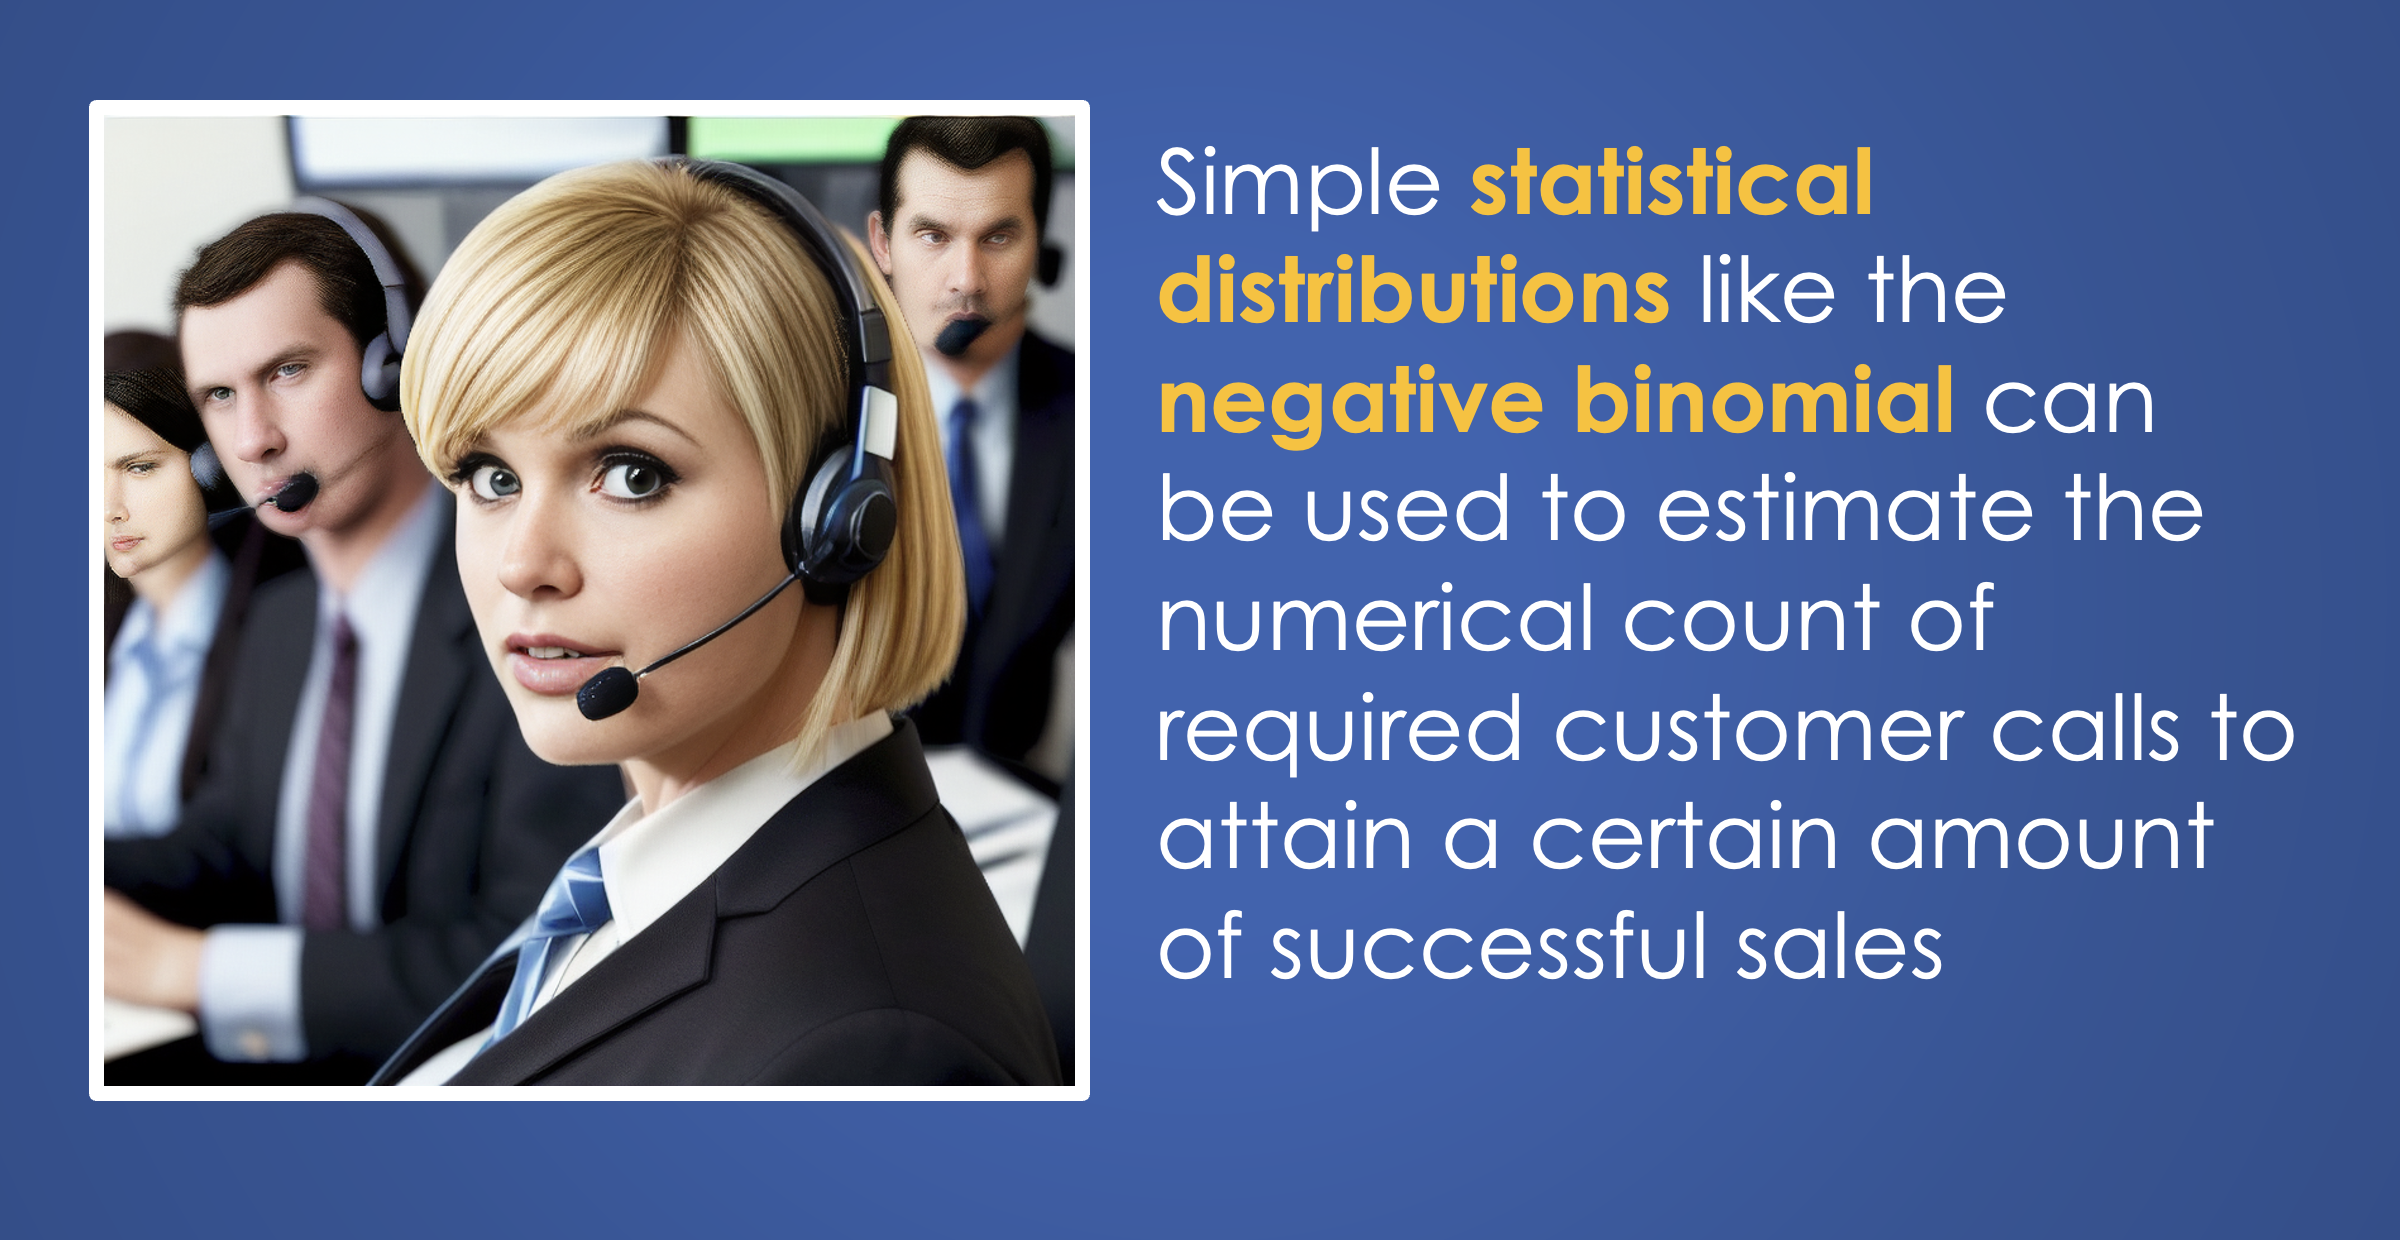 Simple statistical
distributions like the
negative binomial can
be used to estimate the
numerical count of
required customer calls to
attain a certain amount
of successful sales